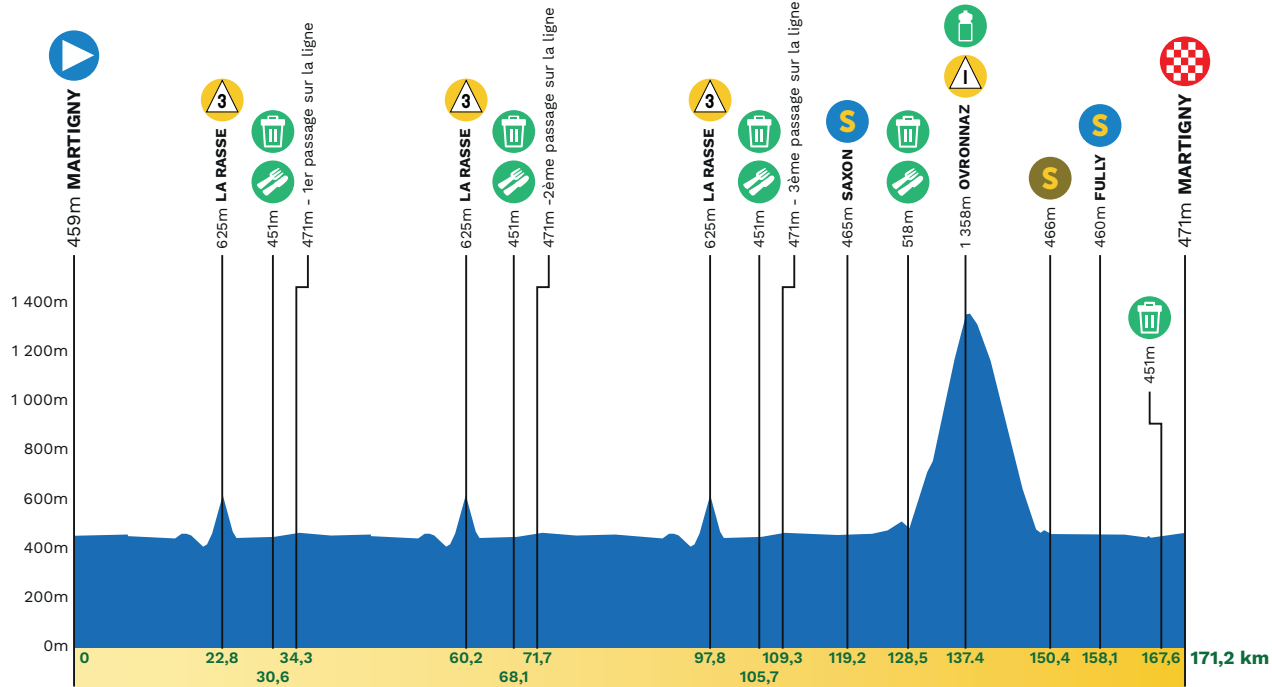 459m MARTIGNY
3
625m LA RASSE
451m
471m - 1er passage sur la ligne
3
625m LA RASSE
451m
471m -2ème passage sur la ligne
3
625m LA RASSE
451m
471m - 3ème passage sur la ligne
S
465m SAXON
518m
I
1 358m OVRONNAZ
S
466m
S
460m FULLY
451m
471m MARTIGNY
1 400m
1 200m
1 000m
800m
600m
400m
200m
0m
0 22,8 34,3 60,2 71,7 97,8 109,3 119,2 128,5 137.4 150,4 158,1 167,6 171,2 km
30,6 68,1 105,7